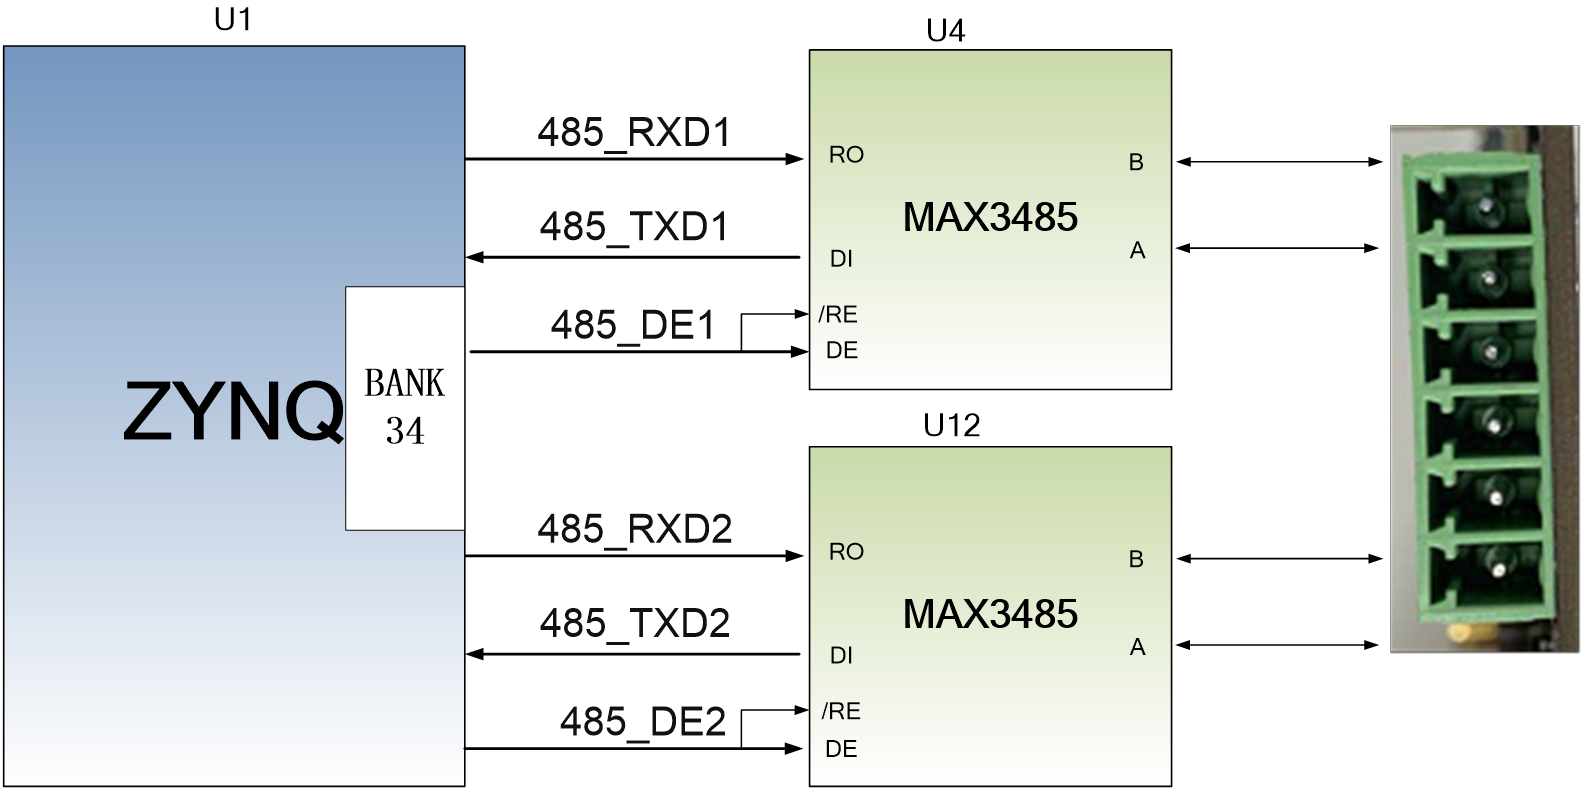 U1
U4
485_RXD1
RO
B
MAX3485
485_TXD1
DI
A
485_DE1
/RE
DE
ZYNQ
BANK
34
U12
485_RXD2
RO
B
MAX3485
485_TXD2
DI
A
485_DE2
/RE
DE